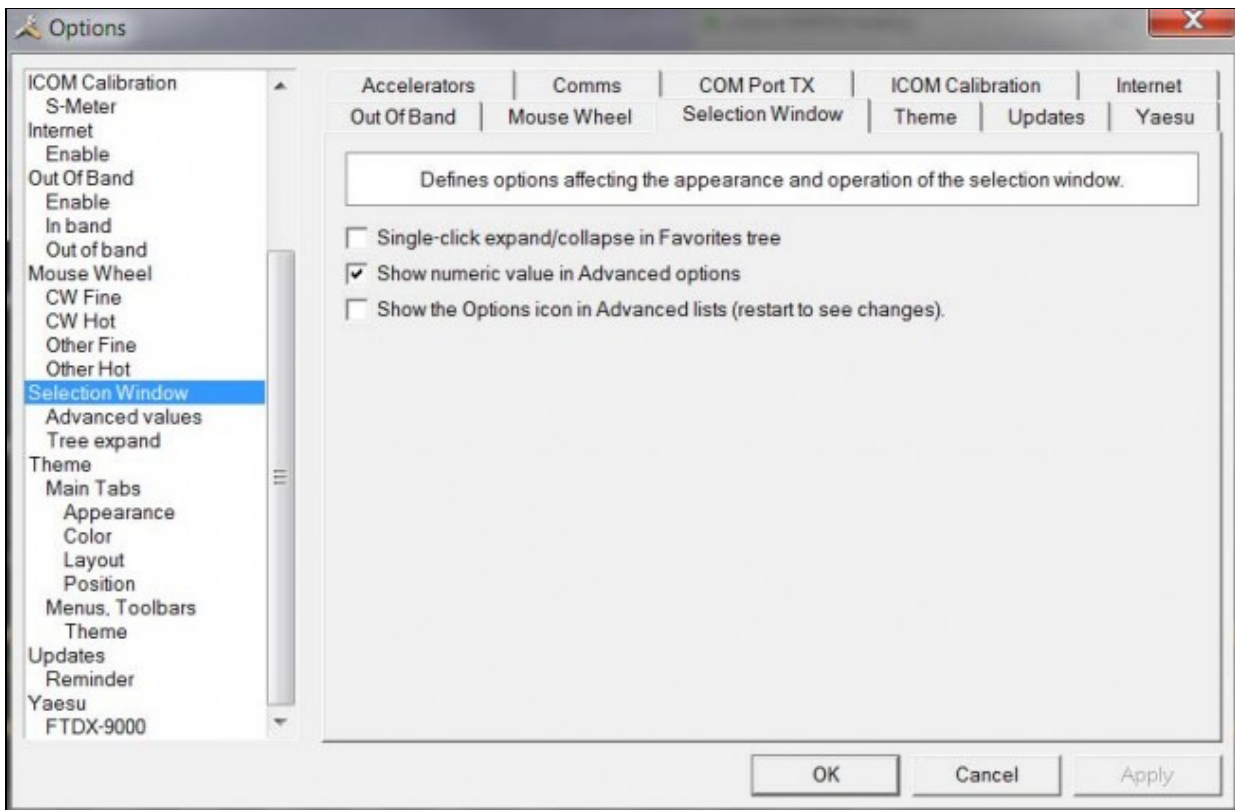 Options
ICOM Calibration
S-Meter
Internet
Enable
Out Of Band
Enable
In band
Out of band
Mouse Wheel
CW Fine
CW Hot
Other Fine
Other Hot
Selection Window
Advanced values
Tree expand
Theme
Main Tabs
Appearance
Color
Layout
Position
Menus, Toolbars
Theme
Updates
Reminder
Yaesu
FTDX-9000
Accelerators Comms COM Port TX ICOM Calibration Internet
Out Of Band Mouse Wheel Selection Window Theme Updates Yaesu
Defines options affecting the appearance and operation of the selection window.
Single-click expand/collapse in Favorites tree
Show numeric value in Advanced options
Show the Options icon in Advanced lists (restart to see changes).
OK Cancel Apply